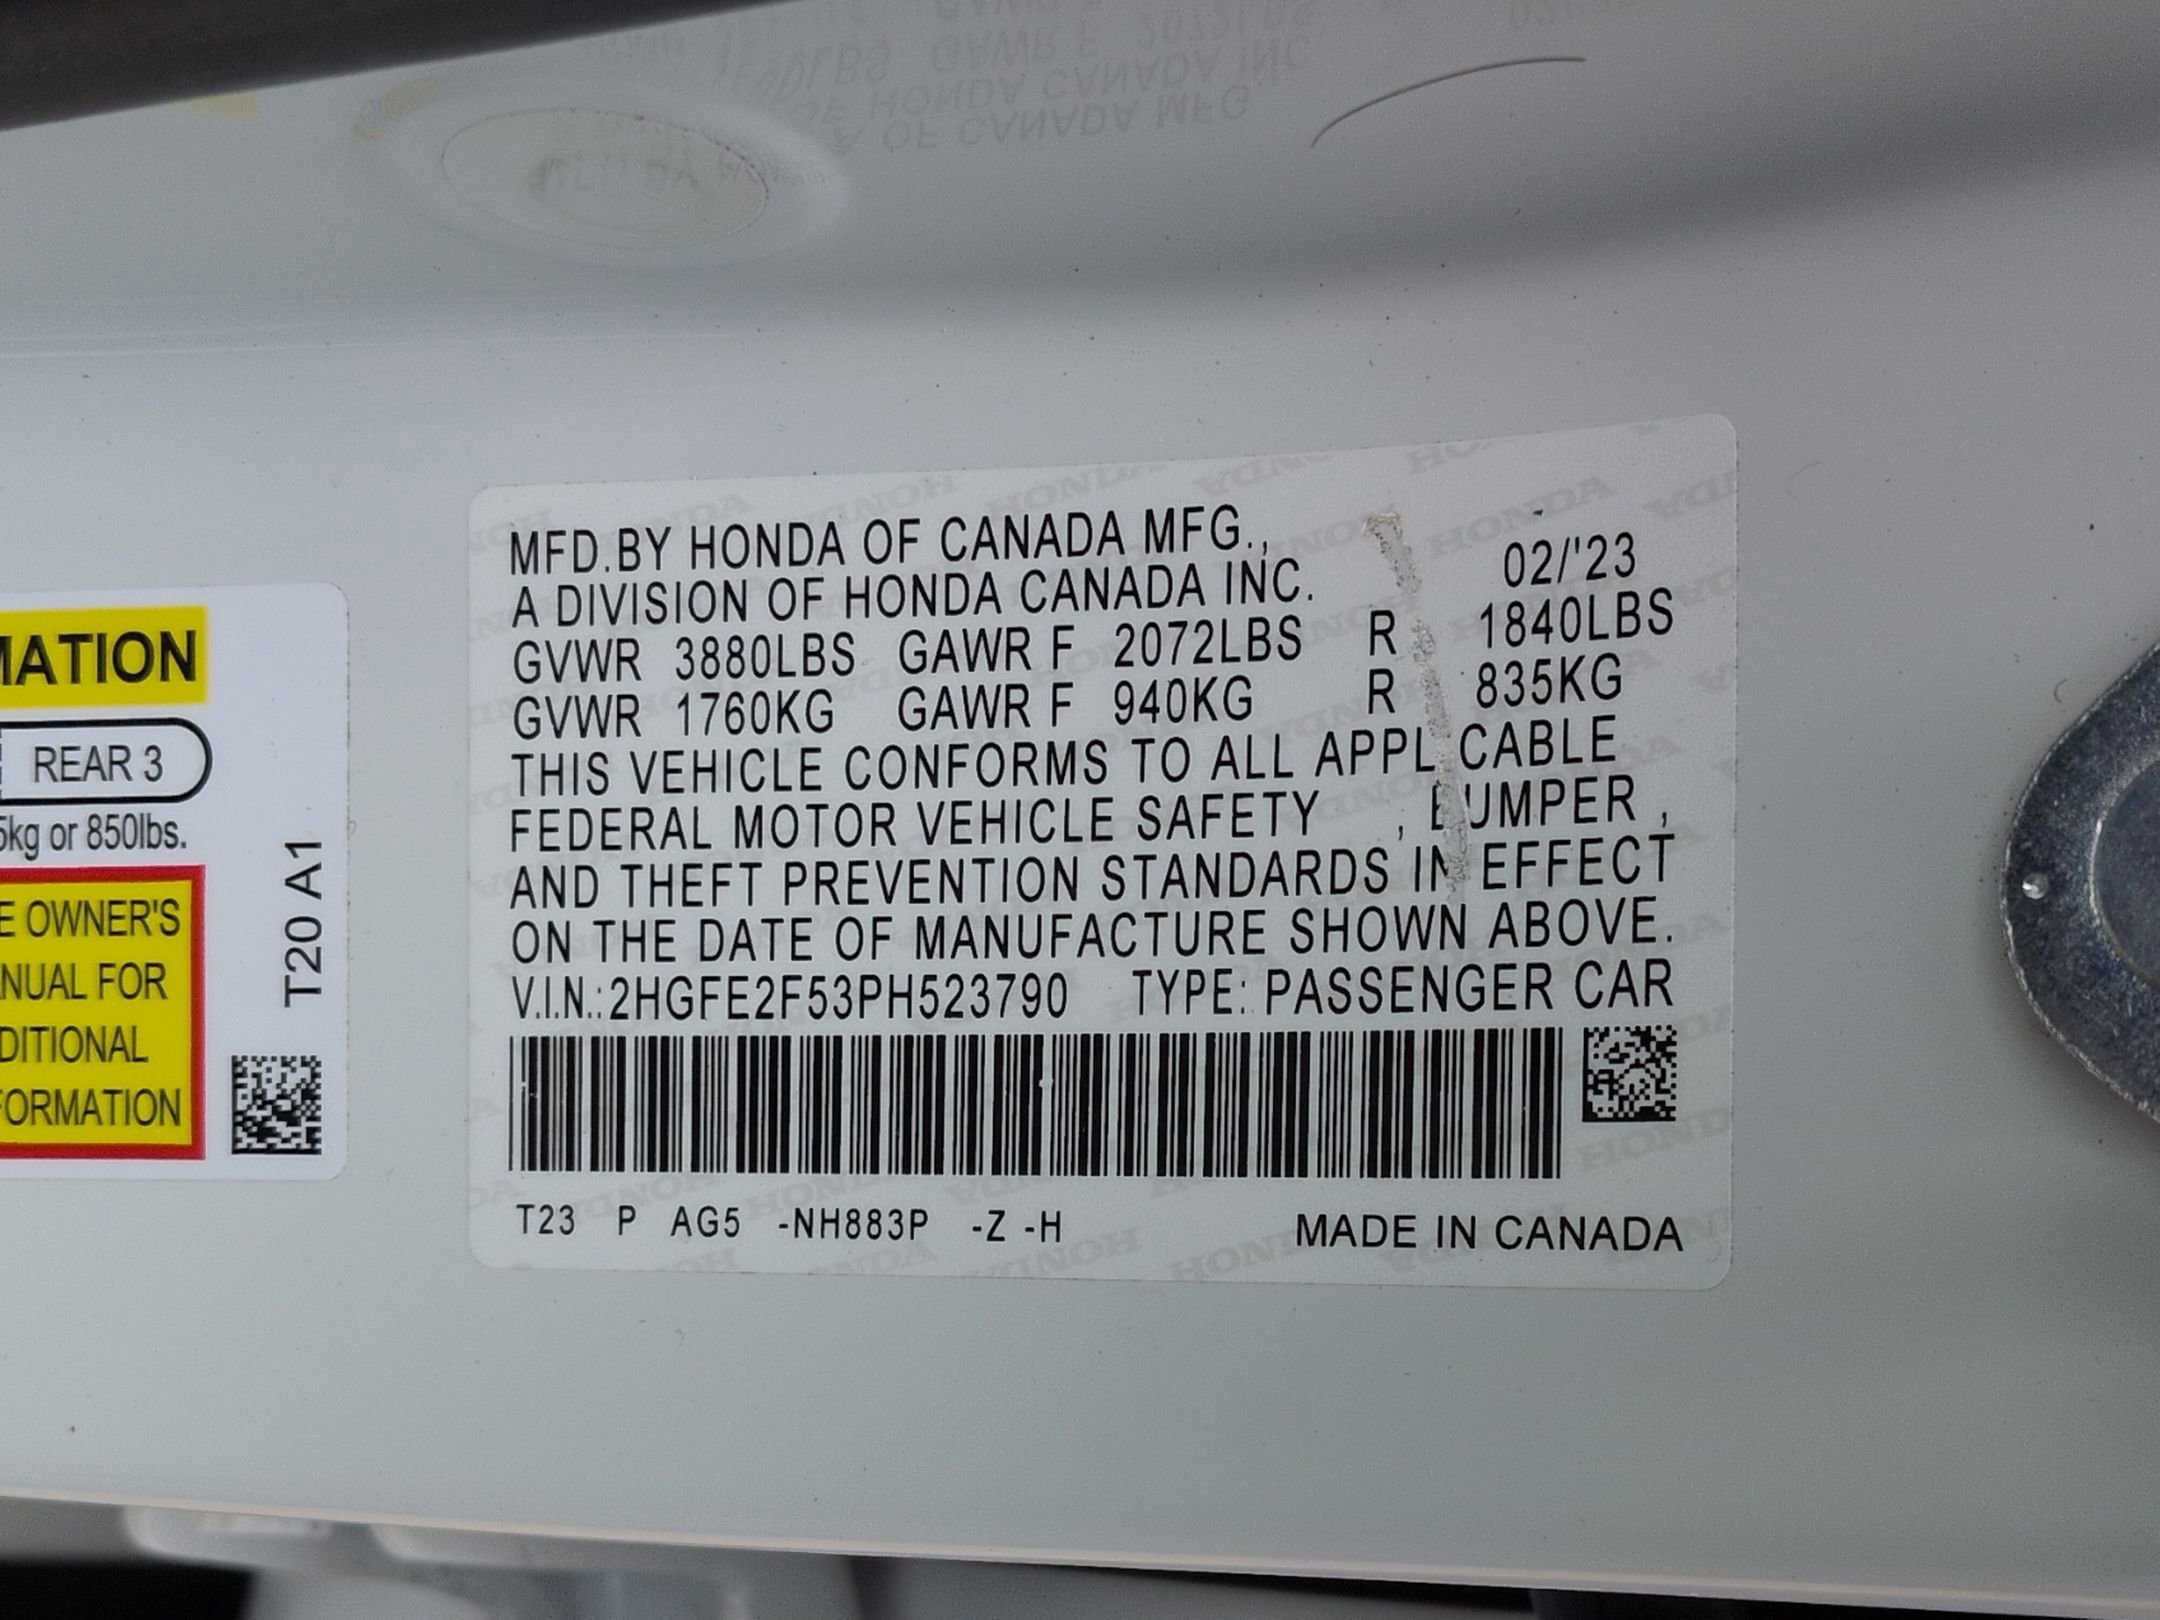 MATION
REAR 3
5kg or 850lbs.
E OWNER'S
NUAL FOR
DITIONAL
FORMATION
T20 A1
MFD.BY HONDA OF CANADA MFG.,
A DIVISION OF HONDA CANADA INC. 02/'23
GVWR 3880LBS GAWR F 2072LBS R 1840LBS
GVWR 1760KG GAWR F 940KG R 835KG
THIS VEHICLE CONFORMS TO ALL APPL CABLE
FEDERAL MOTOR VEHICLE SAFETY , BUMPER ,
AND THEFT PREVENTION STANDARDS IN EFFECT
ON THE DATE OF MANUFACTURE SHOWN ABOVE.
V.I.N.:2HGFE2F53PH523790 TYPE: PASSENGER CAR
T23 P AG5 -NH883P -Z -H MADE IN CANADA